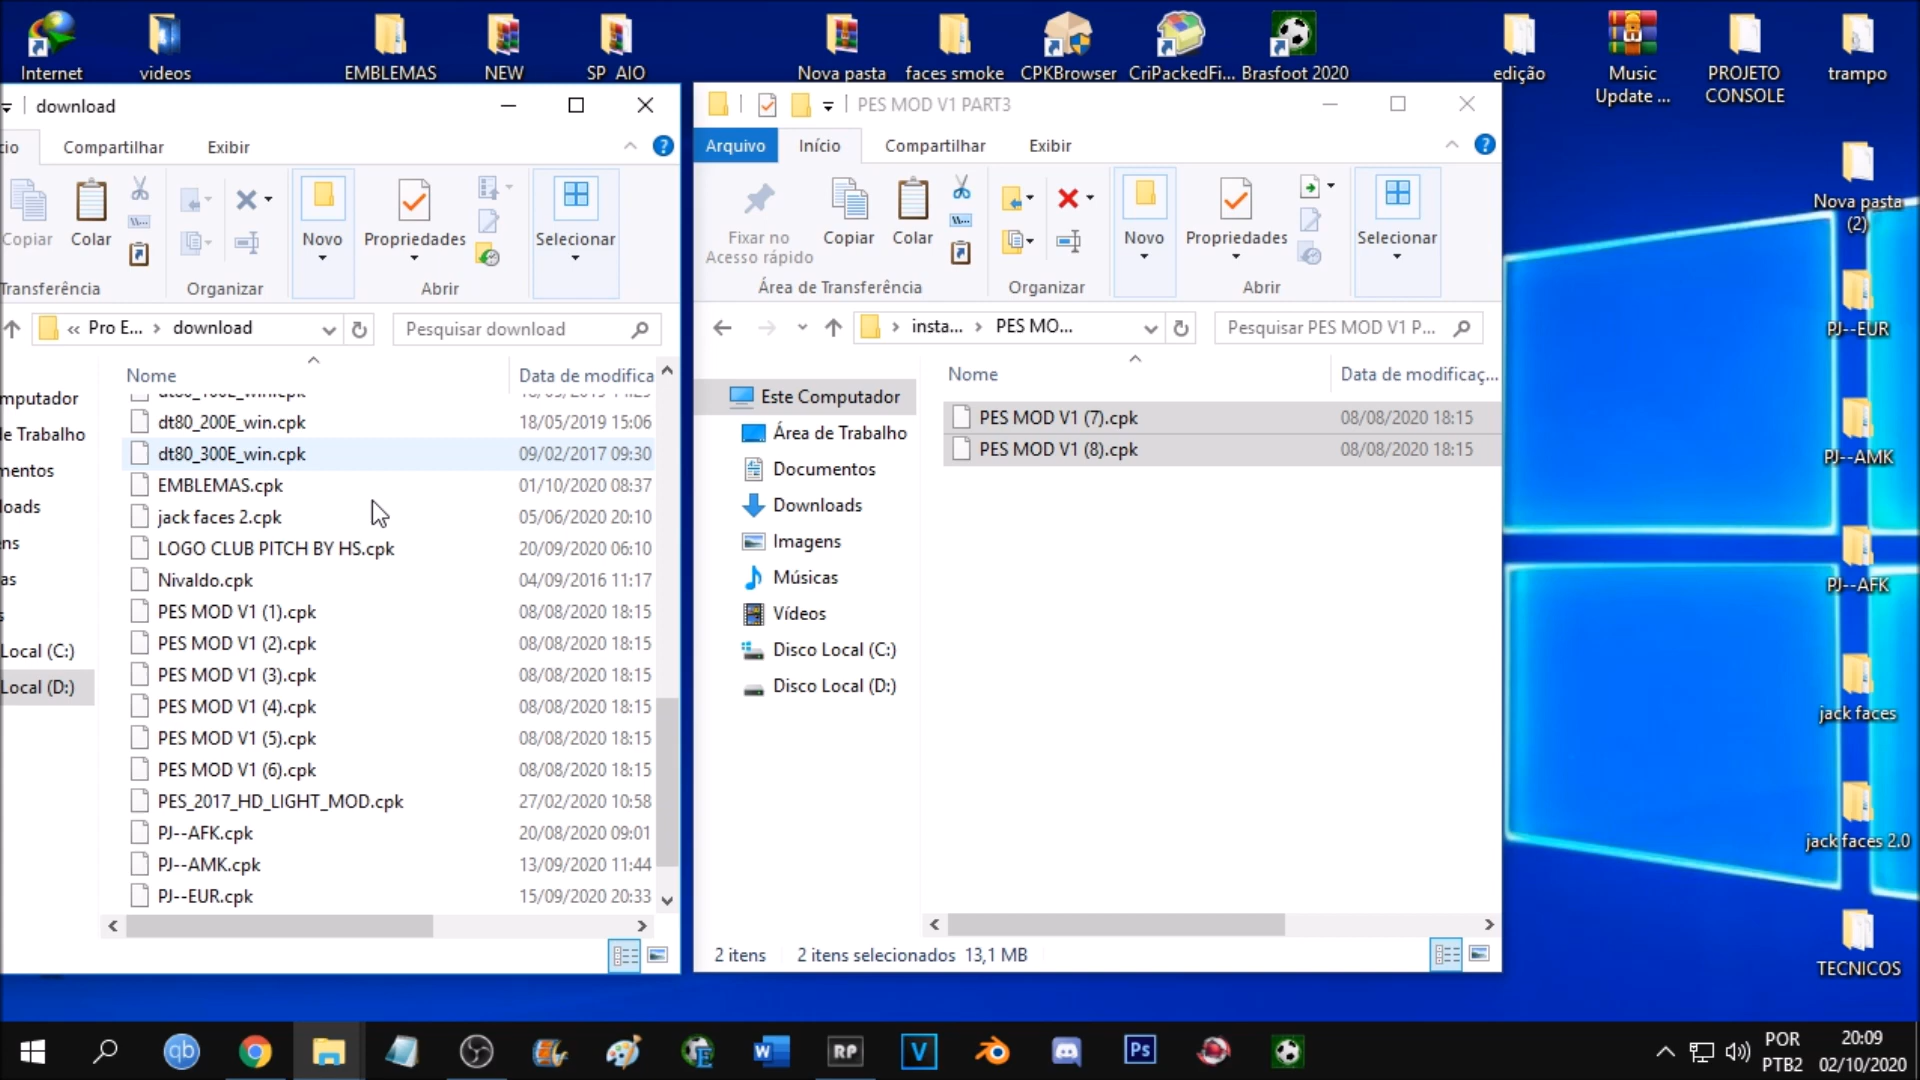 Internet
videos
EMBLEMAS
NEW
SP_AIO
Nova pasta
faces smoke
CPKBrowser
CriPackedFi...
Brasfoot 2020
edição
Music
Update ...
PROJETO
CONSOLE
trampo
Nova pasta
(2)
PJ--EUR
PJ--AMK
PJ--AFK
jack faces
jack faces 2.0
TECNICOS
download
cio
Compartilhar
Exibir
Copiar
Colar
Novo
Propriedades
Selecionar
Transferência
Organizar
Abrir
« Pro E... > download
Pesquisar download
Nome
Data de modifica
mputador
e Trabalho
mentos
loads
ns
as
s
Local (C:)
Local (D:)
dt80_200E_win.cpk 18/05/2019 15:06
dt80_300E_win.cpk 09/02/2017 09:30
EMBLEMAS.cpk 01/10/2020 08:37
jack faces 2.cpk 05/06/2020 20:10
LOGO CLUB PITCH BY HS.cpk 20/09/2020 06:10
Nivaldo.cpk 04/09/2016 11:17
PES MOD V1 (1).cpk 08/08/2020 18:15
PES MOD V1 (2).cpk 08/08/2020 18:15
PES MOD V1 (3).cpk 08/08/2020 18:15
PES MOD V1 (4).cpk 08/08/2020 18:15
PES MOD V1 (5).cpk 08/08/2020 18:15
PES MOD V1 (6).cpk 08/08/2020 18:15
PES_2017_HD_LIGHT_MOD.cpk 27/02/2020 10:58
PJ--AFK.cpk 20/08/2020 09:01
PJ--AMK.cpk 13/09/2020 11:44
PJ--EUR.cpk 15/09/2020 20:33
PES MOD V1 PART3
Arquivo
Início
Compartilhar
Exibir
Fixar no
Acesso rápido
Copiar
Colar
Novo
Propriedades
Selecionar
Área de Transferência
Organizar
Abrir
insta... > PES MO...
Pesquisar PES MOD V1 P...
Nome
Data de modificaç...
Este Computador
Área de Trabalho
Documentos
Downloads
Imagens
Músicas
Vídeos
Disco Local (C:)
Disco Local (D:)
PES MOD V1 (7).cpk 08/08/2020 18:15
PES MOD V1 (8).cpk 08/08/2020 18:15
2 itens
2 itens selecionados 13,1 MB
qb
W
RP
V
Ps
POR
PTB2
20:09
02/10/2020